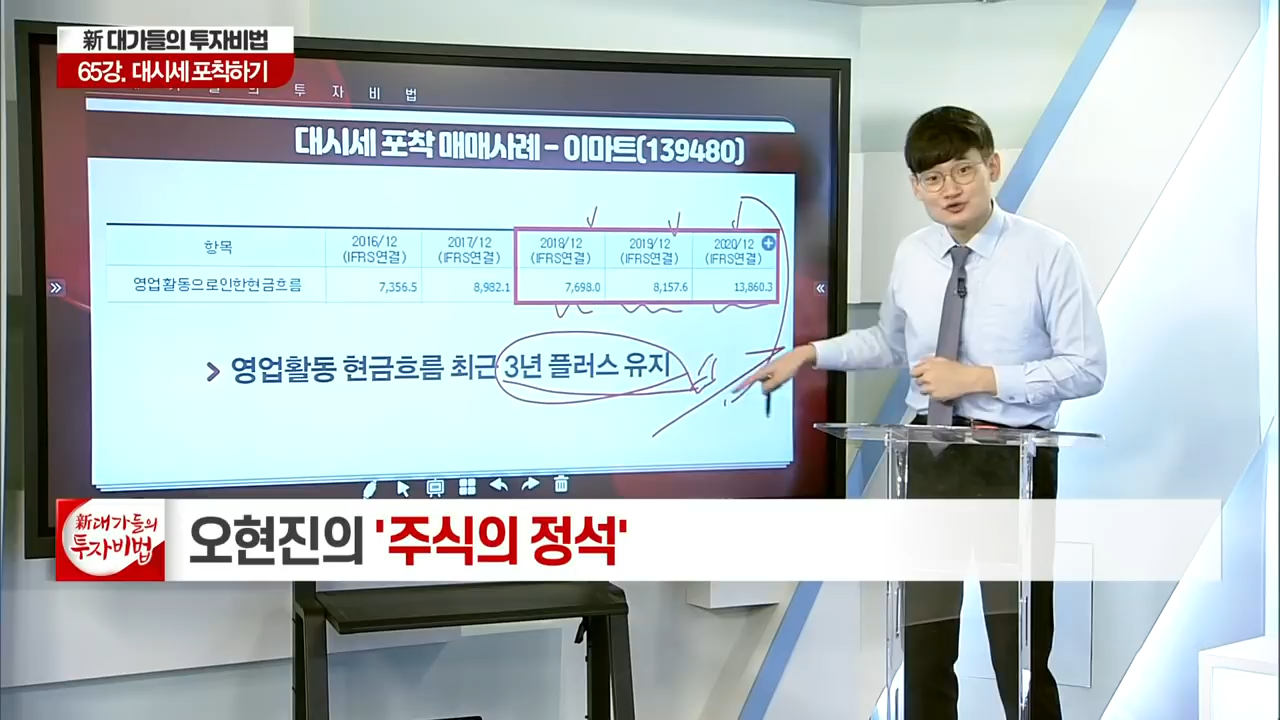 新 대가들의 투자비법
65강. 대시세 포착하기
의 투 자 비 법
대시세 포착 매매사례 - 이마트(139480)
항목 2016/12 (IFRS연결) 2017/12 (IFRS연결) 2018/12 (IFRS연결) 2019/12 (IFRS연결) 2020/12 (IFRS연결)
영업활동으로인한현금흐름 7,356.5 8,982.1 7,698.0 8,157.6 13,860.3
> 영업활동 현금흐름 최근 3년 플러스 유지
新대가들의
투자비법
오현진의 '주식의 정석'